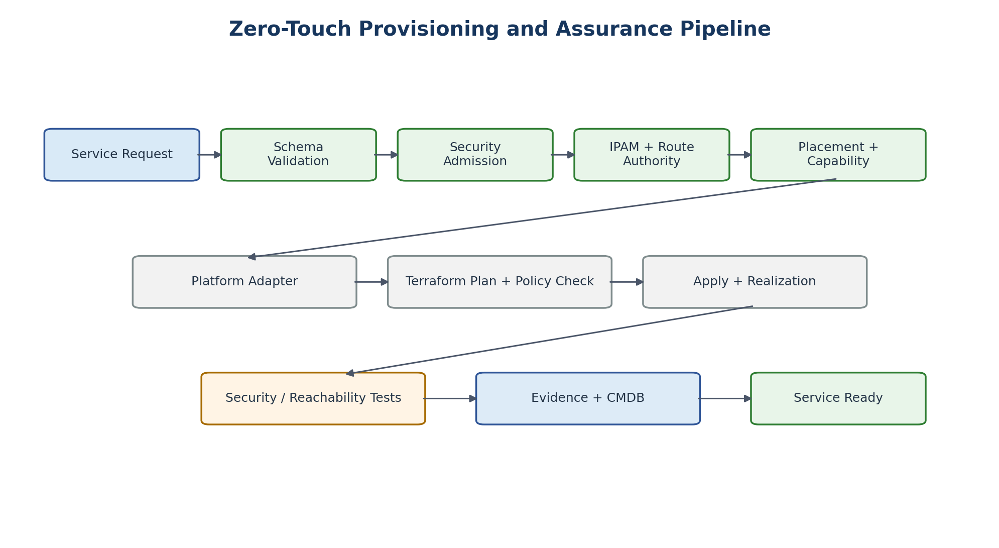 Zero-Touch Provisioning and Assurance Pipeline
Service Request
Schema
Validation
Security
Admission
IPAM + Route
Authority
Placement +
Capability
Platform Adapter
Terraform Plan + Policy Check
Apply + Realization
Security / Reachability Tests
Evidence + CMDB
Service Ready